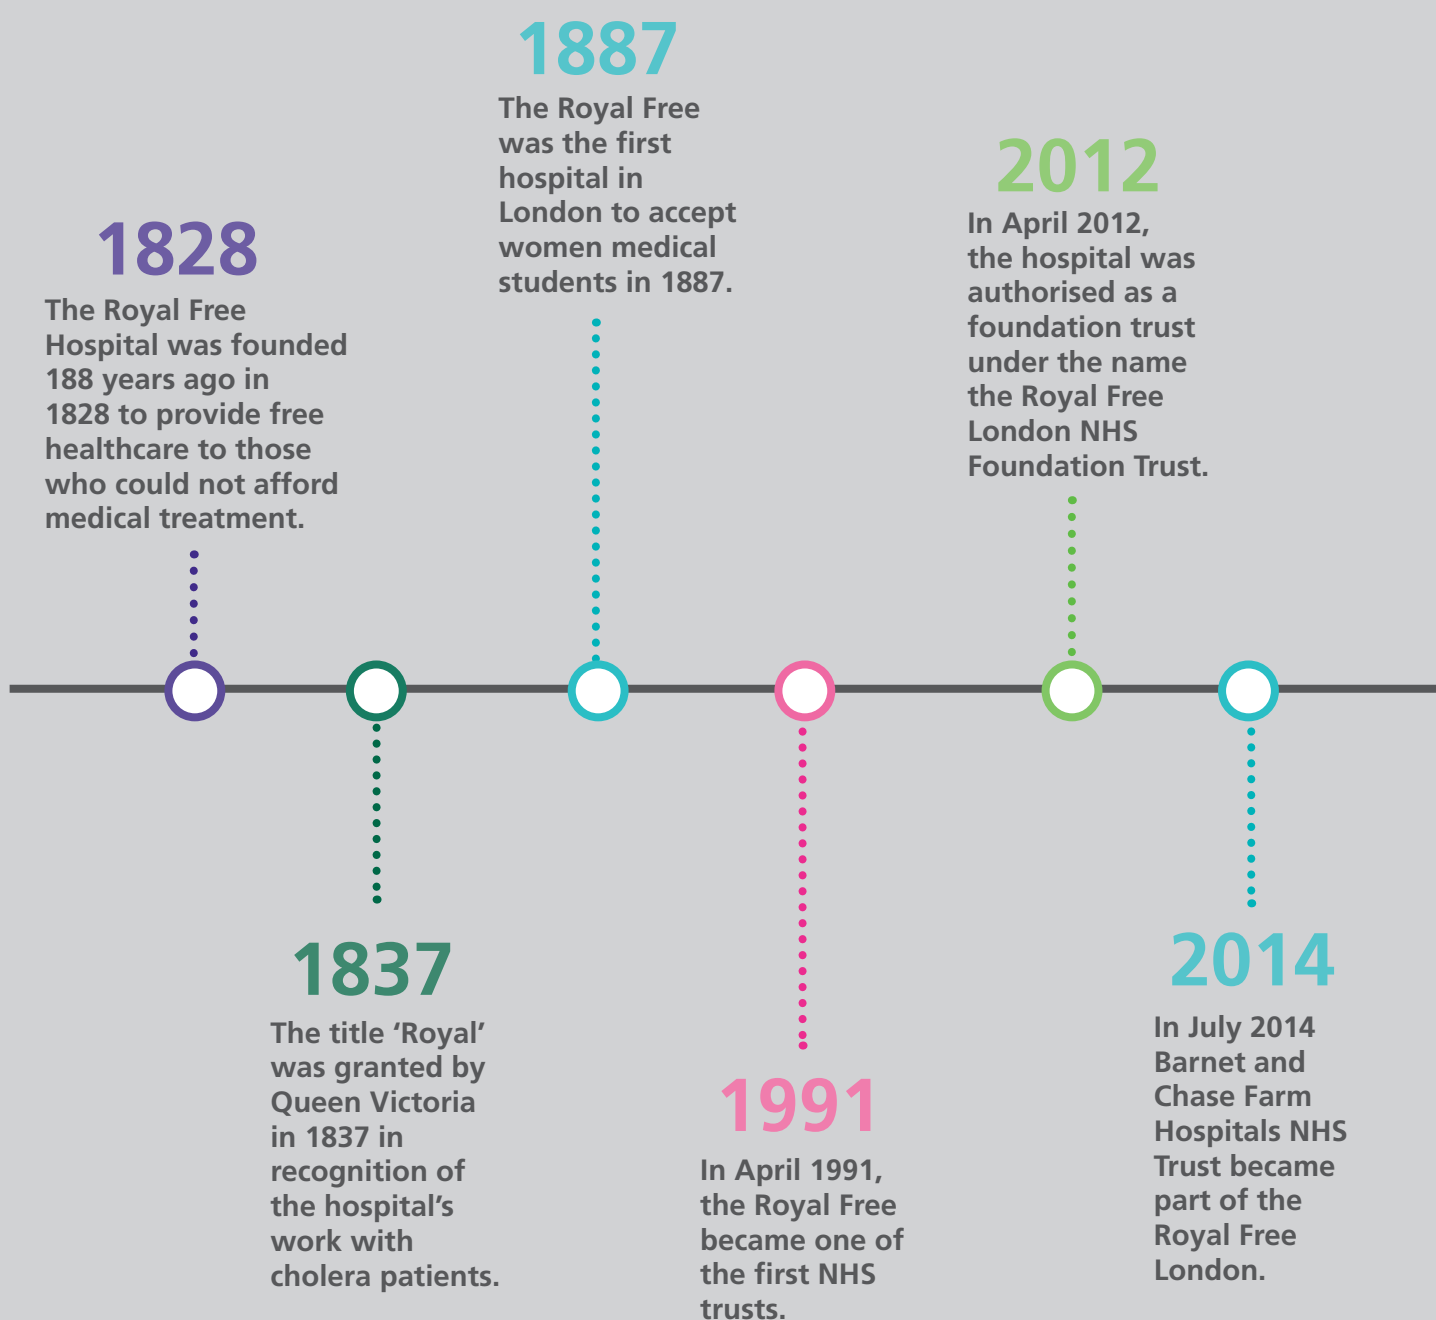 1828
The Royal Free
Hospital was founded
188 years ago in
1828 to provide free
healthcare to those
who could not afford
medical treatment.
1837
The title ‘Royal’
was granted by
Queen Victoria
in 1837 in
recognition of
the hospital’s
work with
cholera patients.
1887
The Royal Free
was the first
hospital in
London to accept
women medical
students in 1887.
1991
In April 1991,
the Royal Free
became one of
the first NHS
trusts.
2012
In April 2012,
the hospital was
authorised as a
foundation trust
under the name
the Royal Free
London NHS
Foundation Trust.
2014
In July 2014
Barnet and
Chase Farm
Hospitals NHS
Trust became
part of the
Royal Free
London.